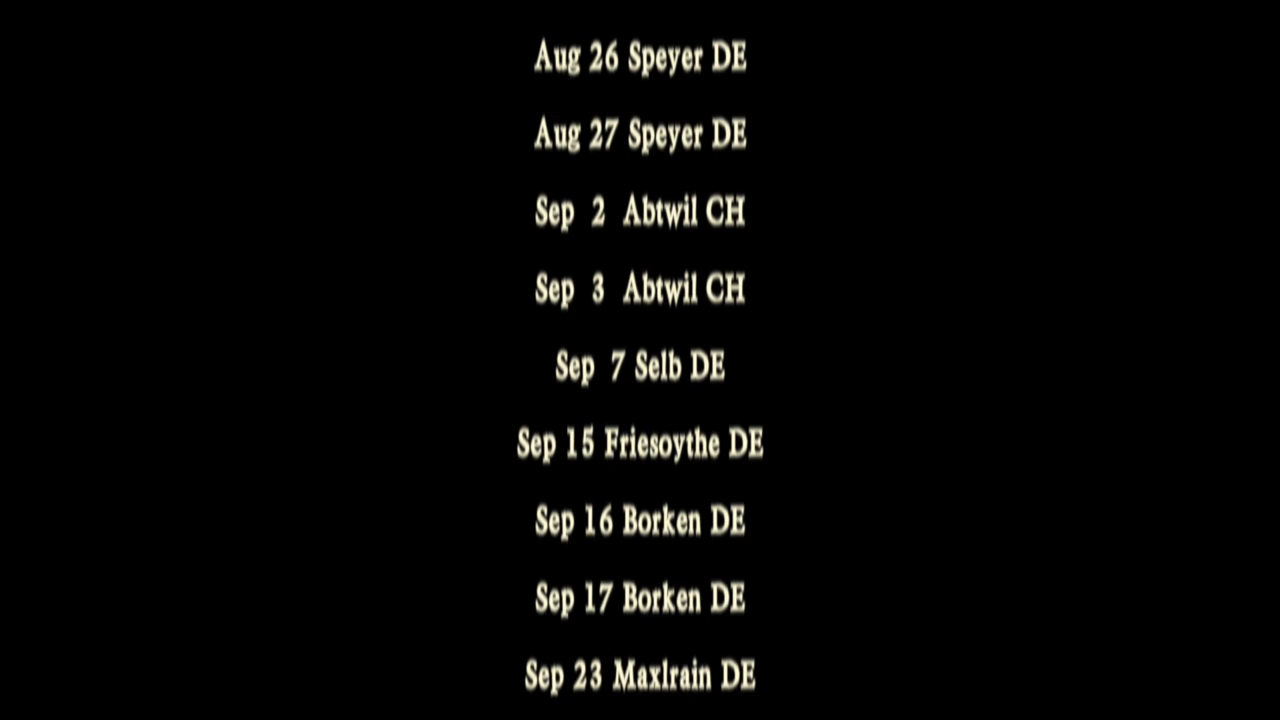 Aug 26 Speyer DE
Aug 27 Speyer DE
Sep 2 Abtwil CH
Sep 3 Abtwil CH
Sep 7 Selb DE
Sep 15 Friesoythe DE
Sep 16 Borken DE
Sep 17 Borken DE
Sep 23 Maxlrain DE